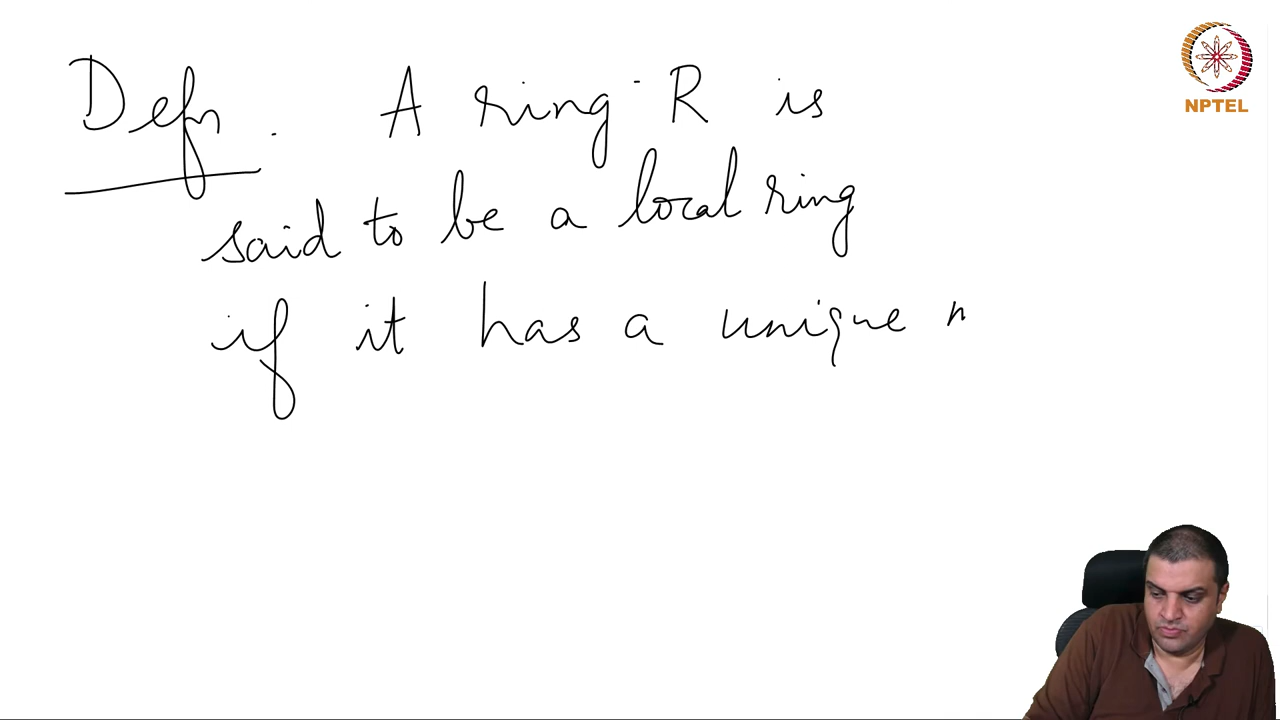 Defn. A ring R is
said to be a local ring
if it has a unique
NPTEL